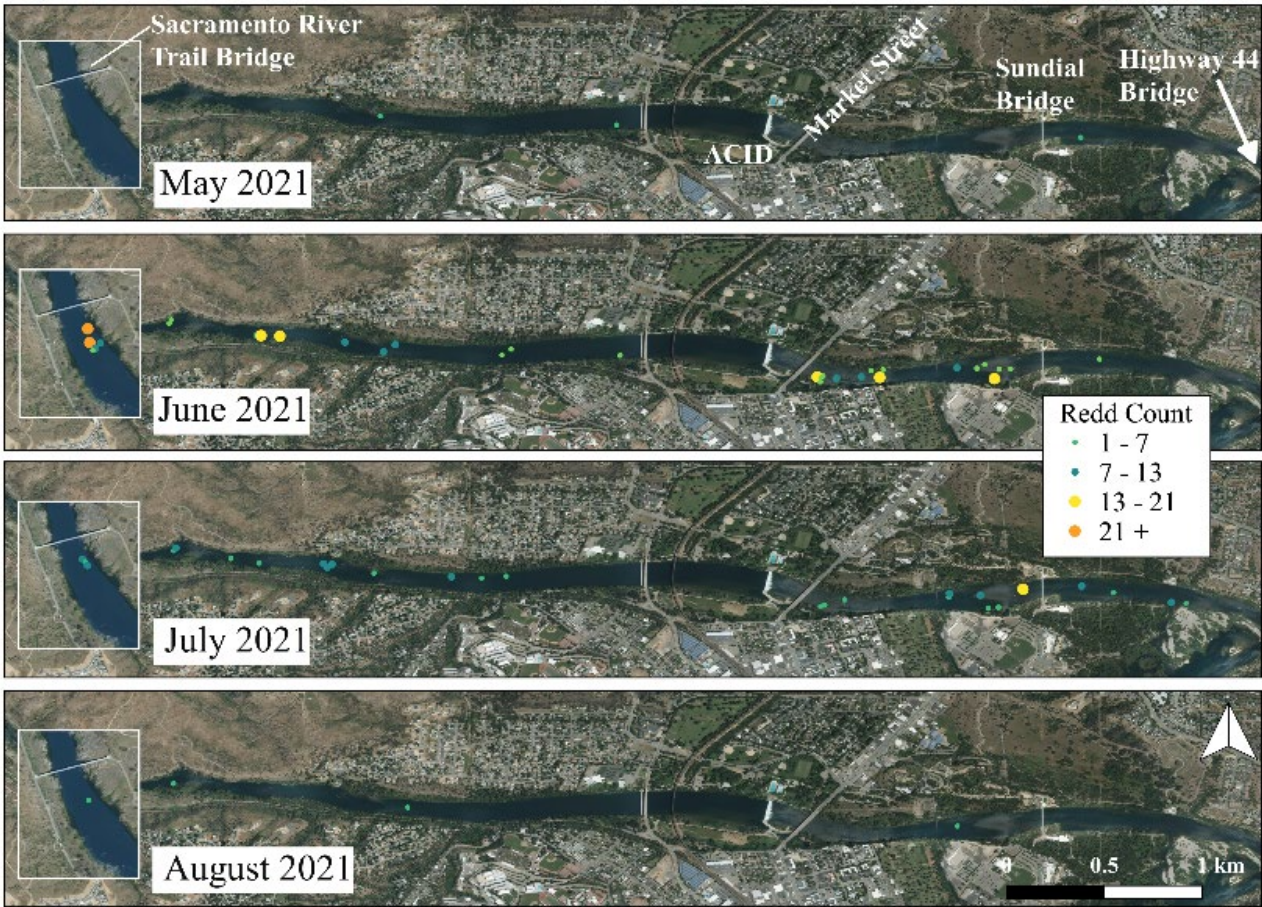 Sacramento River
Trail Bridge
Market Street
Sundial
Bridge
Highway 44
Bridge
ACID
May 2021
June 2021
Redd Count
1 - 7
7 - 13
13 - 21
21 +
July 2021
August 2021
0 0.5 1 km